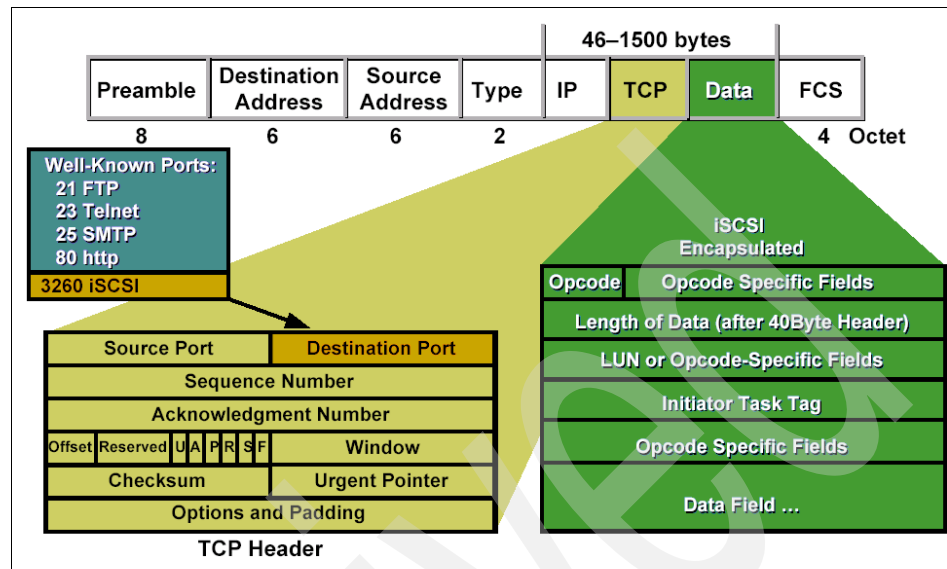 46–1500 bytes
Preamble
Destination
Address
Source
Address
Type
IP
TCP
Data
FCS
8
6
6
2
4
Octet
Well-Known Ports:
21 FTP
23 Telnet
25 SMTP
80 http
3260 iSCSI
Source Port
Destination Port
Sequence Number
Acknowledgment Number
Offset
Reserved
U
A
P
R
S
F
Window
Checksum
Urgent Pointer
Options and Padding
TCP Header
iSCSI
Encapsulated
Opcode
Opcode Specific Fields
Length of Data (after 40Byte Header)
LUN or Opcode-Specific Fields
Initiator Task Tag
Opcode Specific Fields
Data Field ...